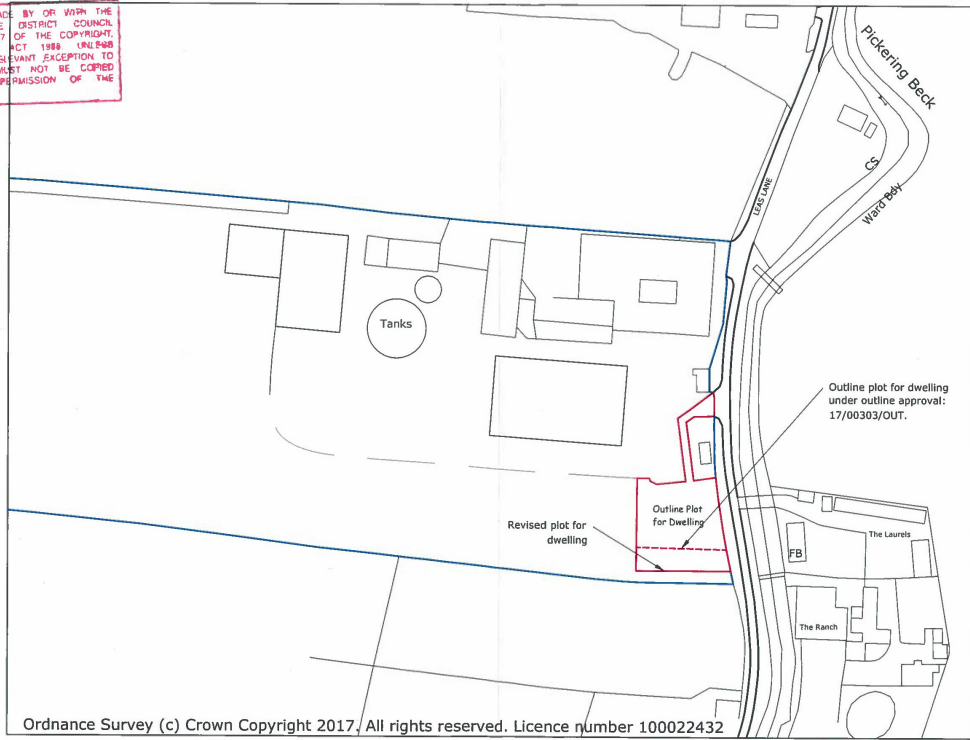 ADE BY OR WITH THE
E DISTRICT COUNCIL
7 OF THE COPYRIGHT,
ACT 1988 UNLESS
LEVANT EXCEPTION TO
MUST NOT BE COPIED
PERMISSION OF THE
Pickering Beck
CS
Ward Bdy
LEAS LANE
Tanks
Outline plot for dwelling
under outline approval:
17/00303/OUT.
Outline Plot
for Dwelling
Revised plot for
dwelling
The Laurels
FB
The Ranch
Ordnance Survey (c) Crown Copyright 2017. All rights reserved. Licence number 100022432